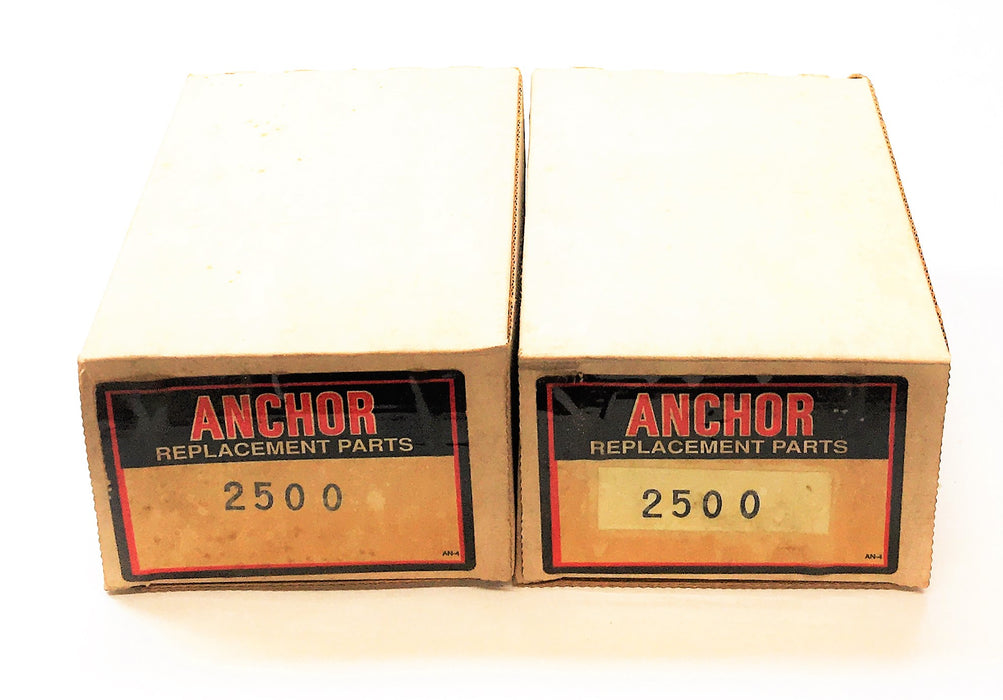 ANCHOR
REPLACEMENT PARTS
2500
AN-4
ANCHOR
REPLACEMENT PARTS
2500
AN-4